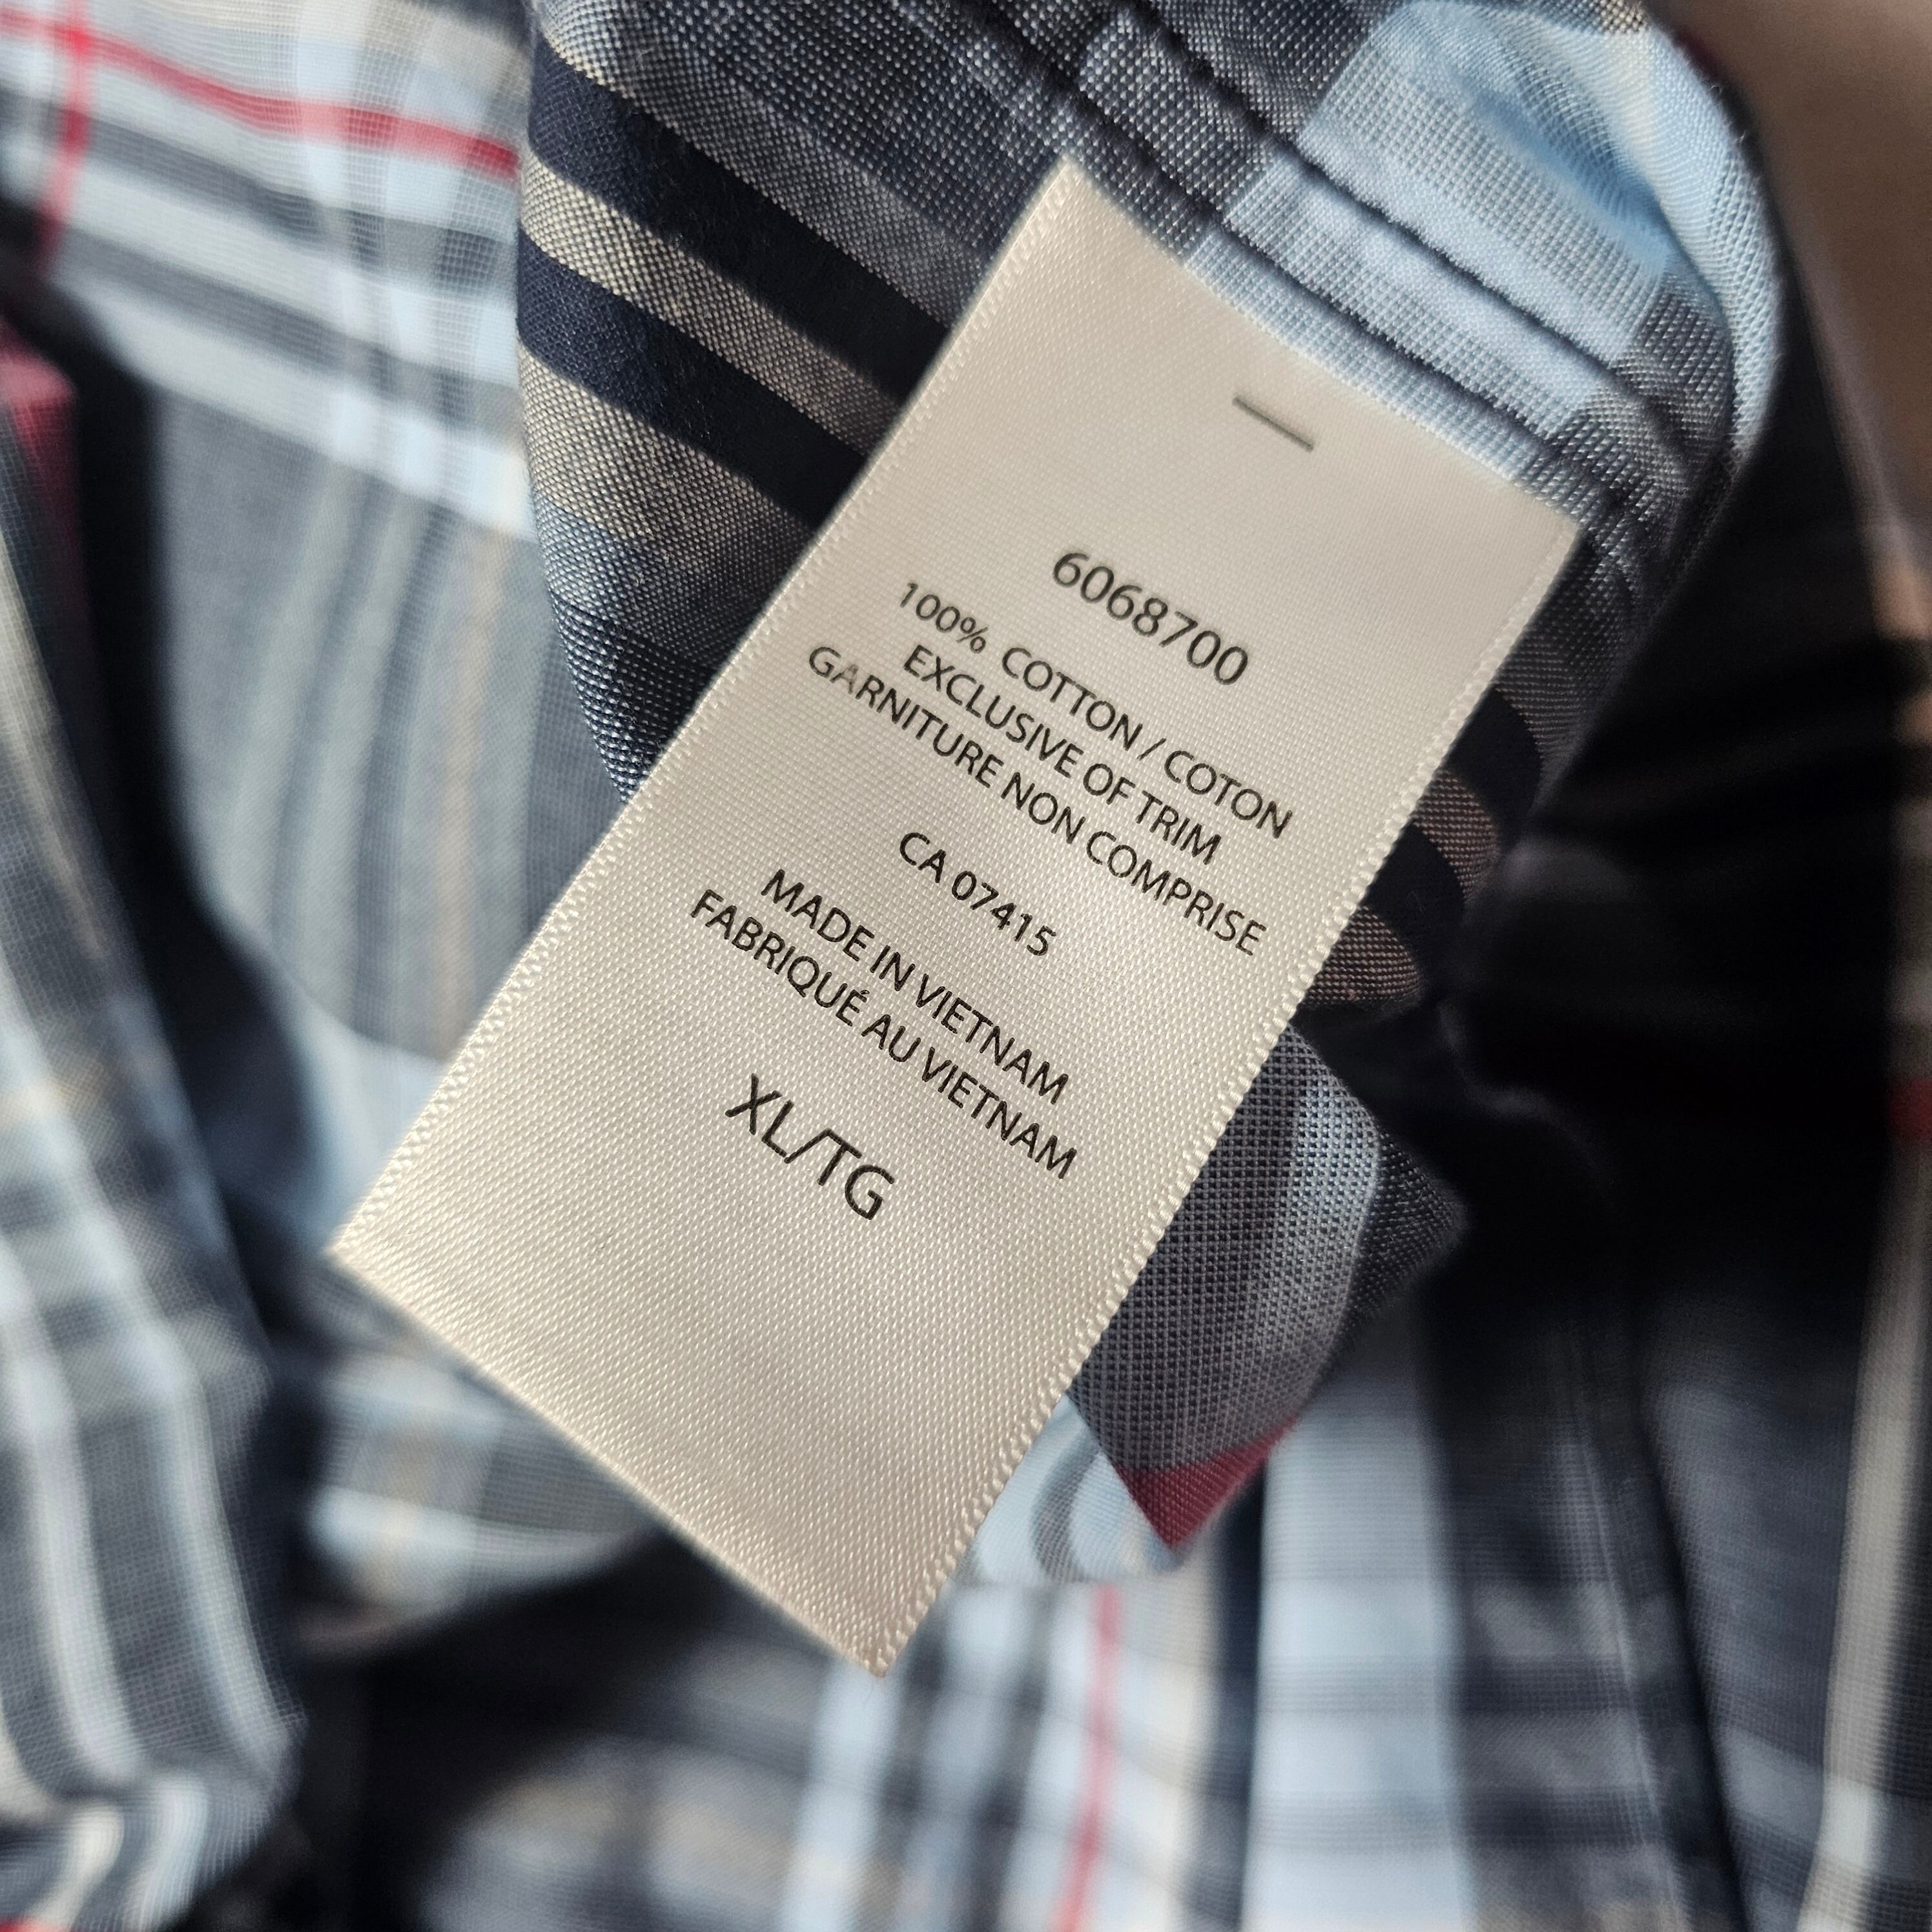 6068700
100% COTTON / COTON
EXCLUSIVE OF TRIM
GARNITURE NON COMPRISE
CA 07415
MADE IN VIETNAM
FABRIQUÉ AU VIETNAM
XL/TG